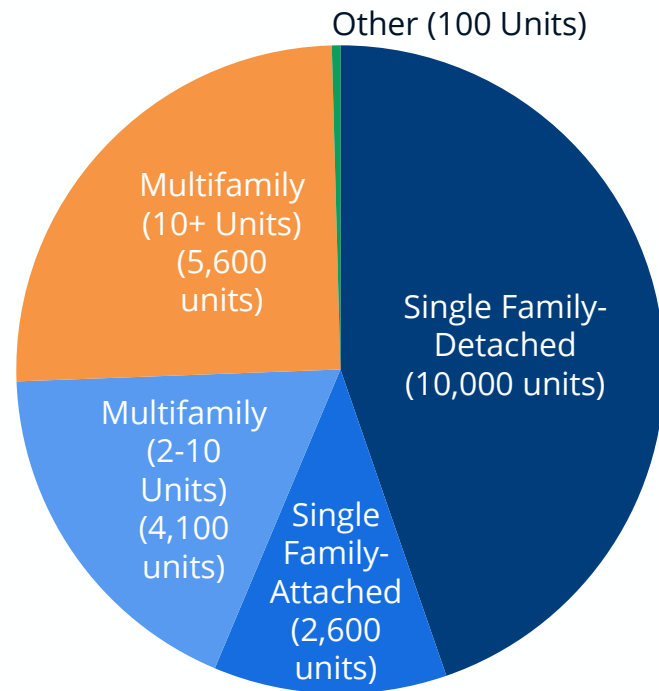 Other (100 Units)
Multifamily
(10+ Units)
(5,600
units)
Single Family-
Detached
(10,000 units)
Multifamily
(2-10
Units)
(4,100
units)
Single
Family-
Attached
(2,600
units)